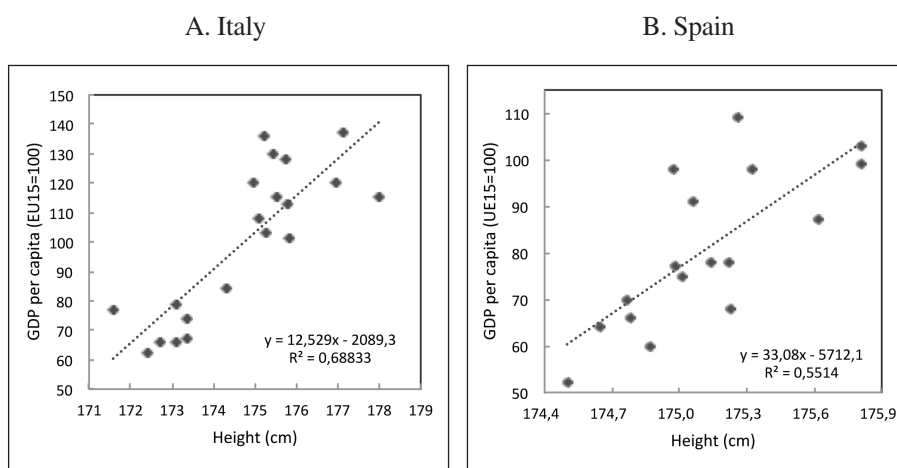 A. Italy
GDP per capita (EU15=100)
150
140
130
120
110
100
90
80
70
60
50
y = 12,529x - 2089,3
R² = 0,68833
171 172 173 174 175 176 177 178 179
Height (cm)
B. Spain
GDP per capita (UE15=100)
110
100
90
80
70
60
50
y = 33,08x - 5712,1
R² = 0,5514
174,4 174,7 175,0 175,3 175,6 175,9
Height (cm)